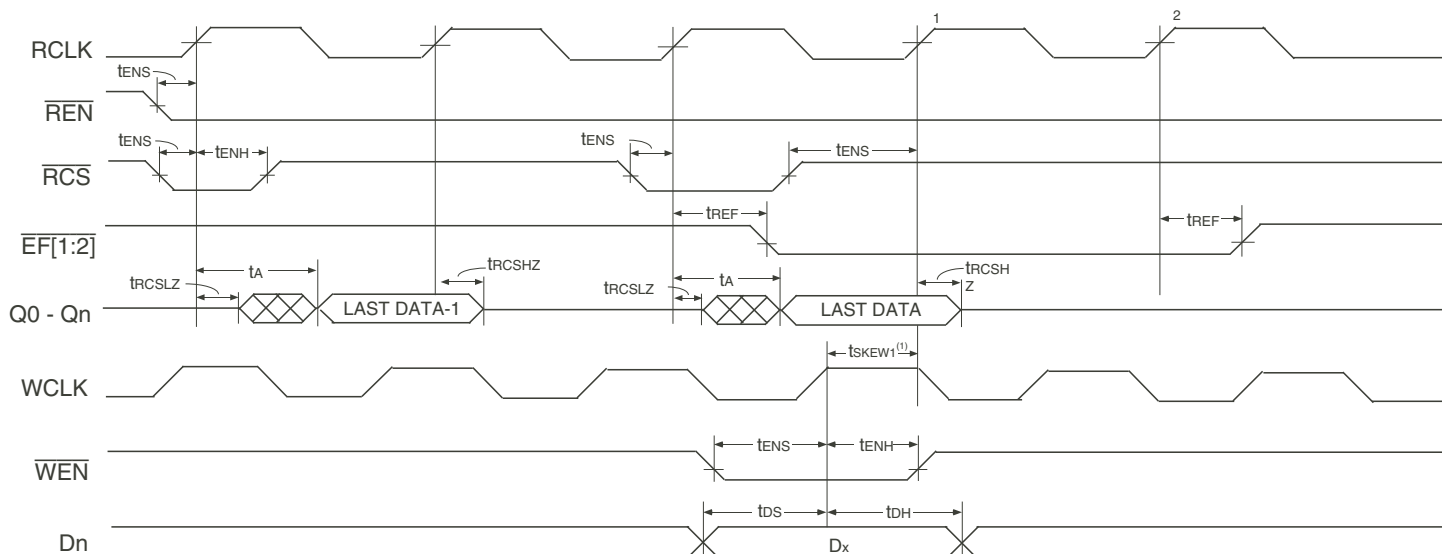 1
2
RCLK
tENS
REN
tENS
tENH
tENS
tENS
RCS
tREF
tREF
EF[1:2]
tA
tRCSHZ
tA
tRCSH
Z
tRCSLZ
tRCSLZ
Q0 - Qn
LAST DATA-1
LAST DATA
tSKEW1(1)
WCLK
tENS
tENH
WEN
tDS
tDH
Dn
Dx